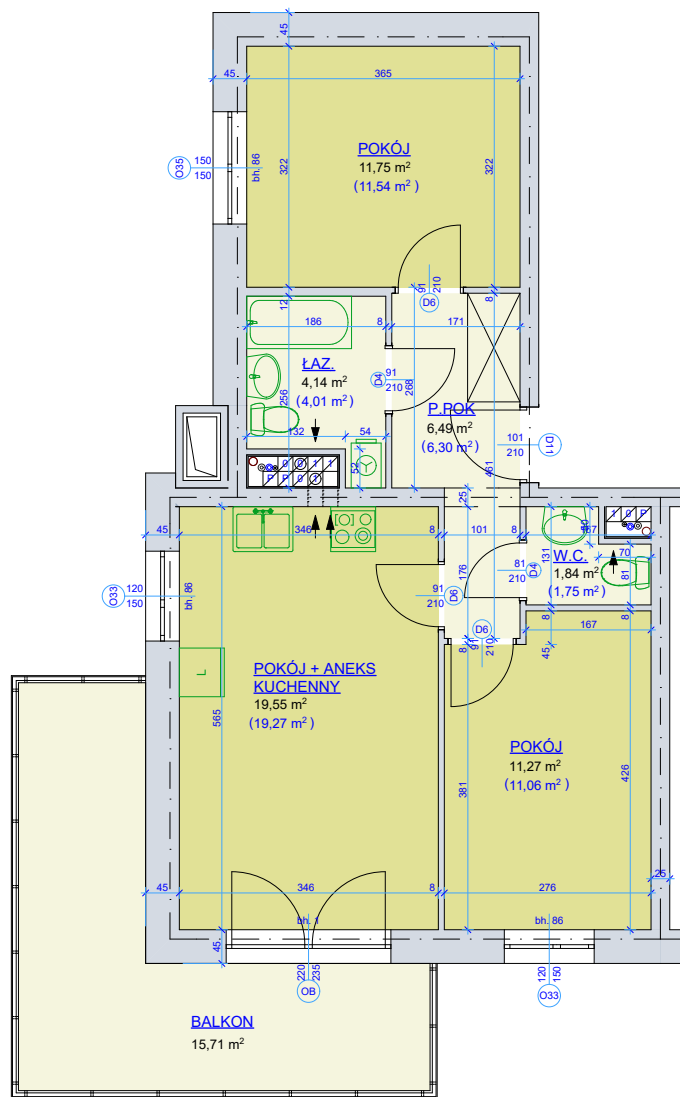 45
45
365
POKÓJ
11,75 m²
(11,54 m²)
322
322
O35
150
150
bh. 86
91
210
D6
8
12
186
8
171
ŁAZ.
4,14 m²
(4,01 m²)
256
D4
91
210
268
P.POK
6,49 m²
(6,30 m²)
461
101
210
D11
132
54
52
25
45
346
8
101
8
131
67
70
81
W.C.
1,84 m²
(1,75 m²)
81
210
D4
176
91
210
D6
D6
91
210
8
8
8
45
167
O33
120
150
bh. 86
L
POKÓJ + ANEKS
KUCHENNY
19,55 m²
(19,27 m²)
565
POKÓJ
11,27 m²
(11,06 m²)
381
426
45
346
8
276
25
bh. 1
bh. 86
45
220
235
OB
120
150
O33
BALKON
15,71 m²